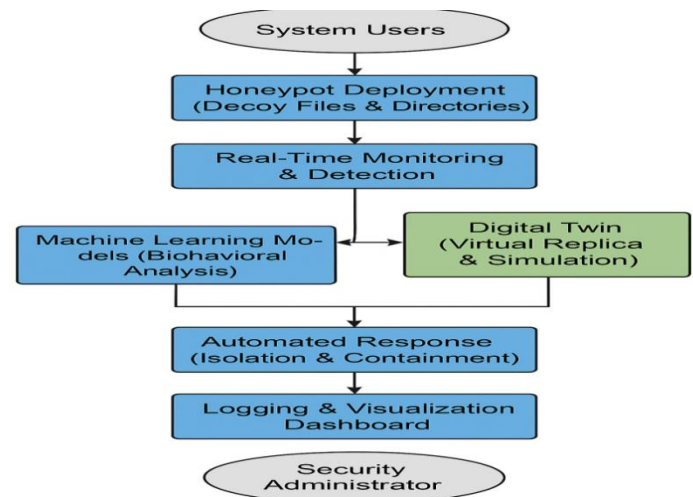 System Users
Honeypot Deployment
(Decoy Files & Directories)
Real-Time Monitoring
& Detection
Machine Learning Mo-
dels (Biohavioral
Analysis)
Digital Twin
(Virtual Replica
& Simulation)
Automated Response
(Isolation & Containment)
Logging & Visualization
Dashboard
Security
Administrator